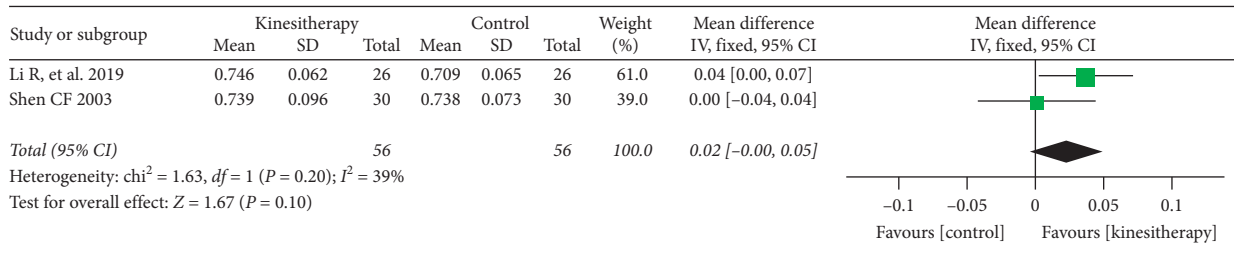 Kinesitherapy Control Weight Mean difference Mean difference
Study or subgroup Mean SD Total Mean SD Total (%) IV, fixed, 95% CI IV, fixed, 95% CI
Li R, et al. 2019 0.746 0.062 26 0.709 0.065 26 61.0 0.04 [0.00, 0.07]
Shen CF 2003 0.739 0.096 30 0.738 0.073 30 39.0 0.00 [–0.04, 0.04]
Total (95% CI) 56 56 100.0 0.02 [–0.00, 0.05]
Heterogeneity: chi² = 1.63, df = 1 (P = 0.20); I² = 39%
Test for overall effect: Z = 1.67 (P = 0.10)
–0.1 –0.05 0 0.05 0.1
Favours [control] Favours [kinesitherapy]